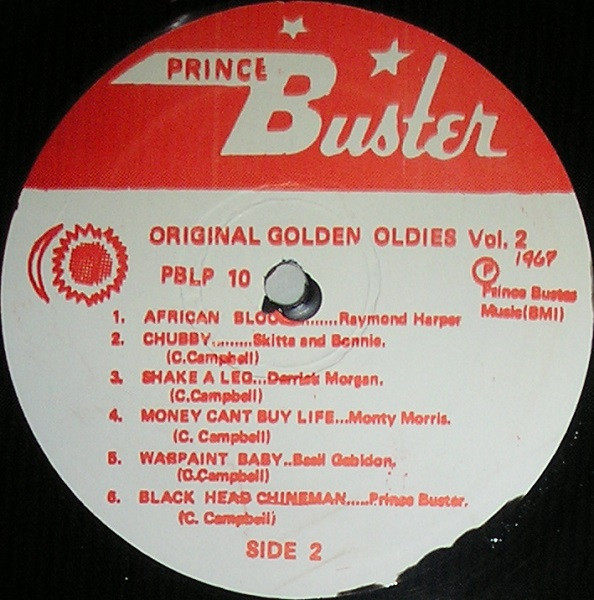 PRINCE
Buster
ORIGINAL GOLDEN OLDIES Vol. 2
1967
PBLP 10
P
Prince Buster
Music(BMI)
1. AFRICAN BLOO.......Raymond Harper
2. CHUBBY........Skitta and Bonnie.
(C.Campbell)
3. SHAKE A LEG...Derrick Morgan.
(C.Campbell)
4. MONEY CANT BUY LIFE...Monty Morris.
(C. Campbell)
5. WARPAINT BABY..Basil Gabidon.
(C.Campbell)
6. BLACK HEAD CHINEMAN.....Prince Buster.
(C. Campbell)
SIDE 2